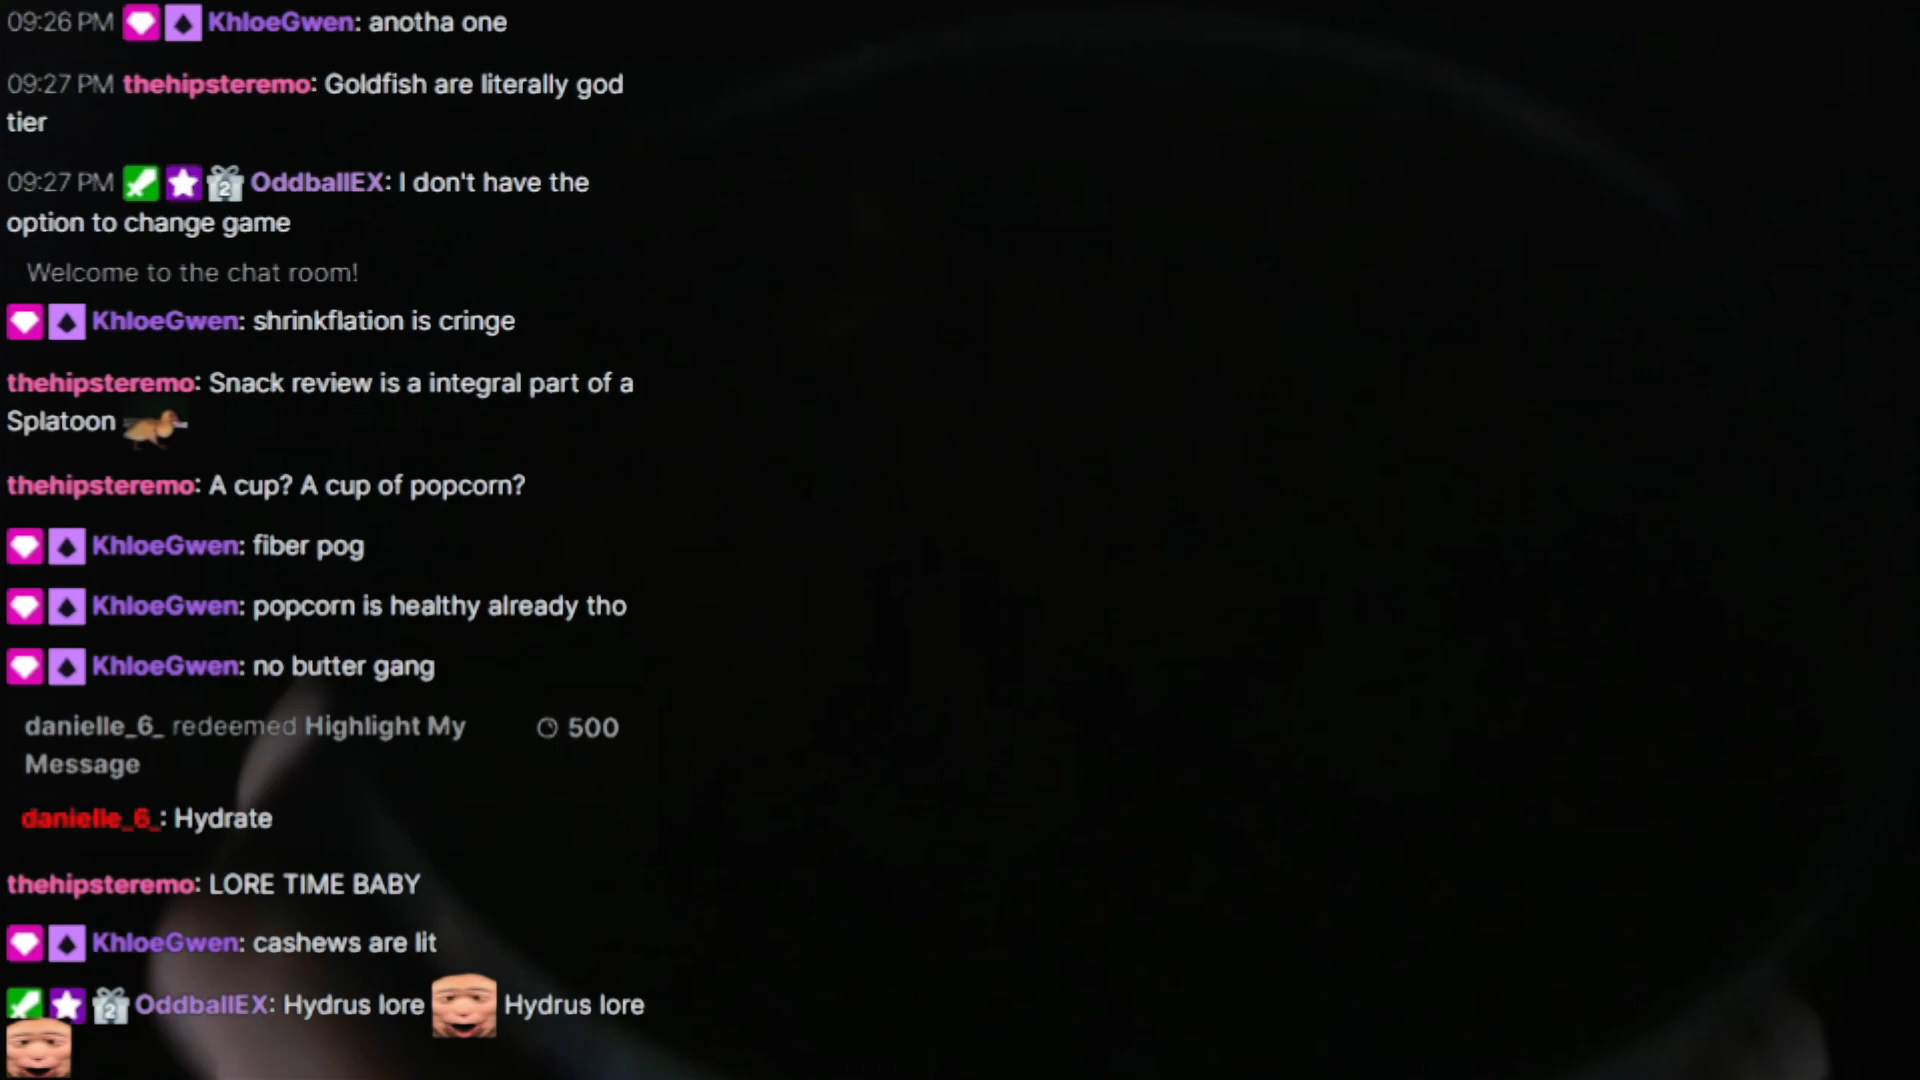 09:26 PM KhloeGwen: anotha one
09:27 PM thehipsteremo: Goldfish are literally god
tier
09:27 PM 2 OddballEX: I don't have the
option to change game
Welcome to the chat room!
KhloeGwen: shrinkflation is cringe
thehipsteremo: Snack review is a integral part of a
Splatoon
thehipsteremo: A cup? A cup of popcorn?
KhloeGwen: fiber pog
KhloeGwen: popcorn is healthy already tho
KhloeGwen: no butter gang
danielle_6_ redeemed Highlight My 500
Message
danielle_6_: Hydrate
thehipsteremo: LORE TIME BABY
KhloeGwen: cashews are lit
2 OddballEX: Hydrus lore Hydrus lore